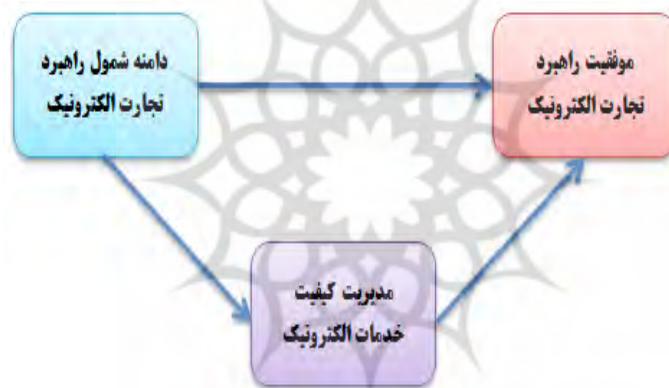 موفقیت راهبرد
تجارت الکترونیک
دامنه شمول راهبرد
تجارت الکترونیک
مدیریت کیفیت
خدمات الکترونیک